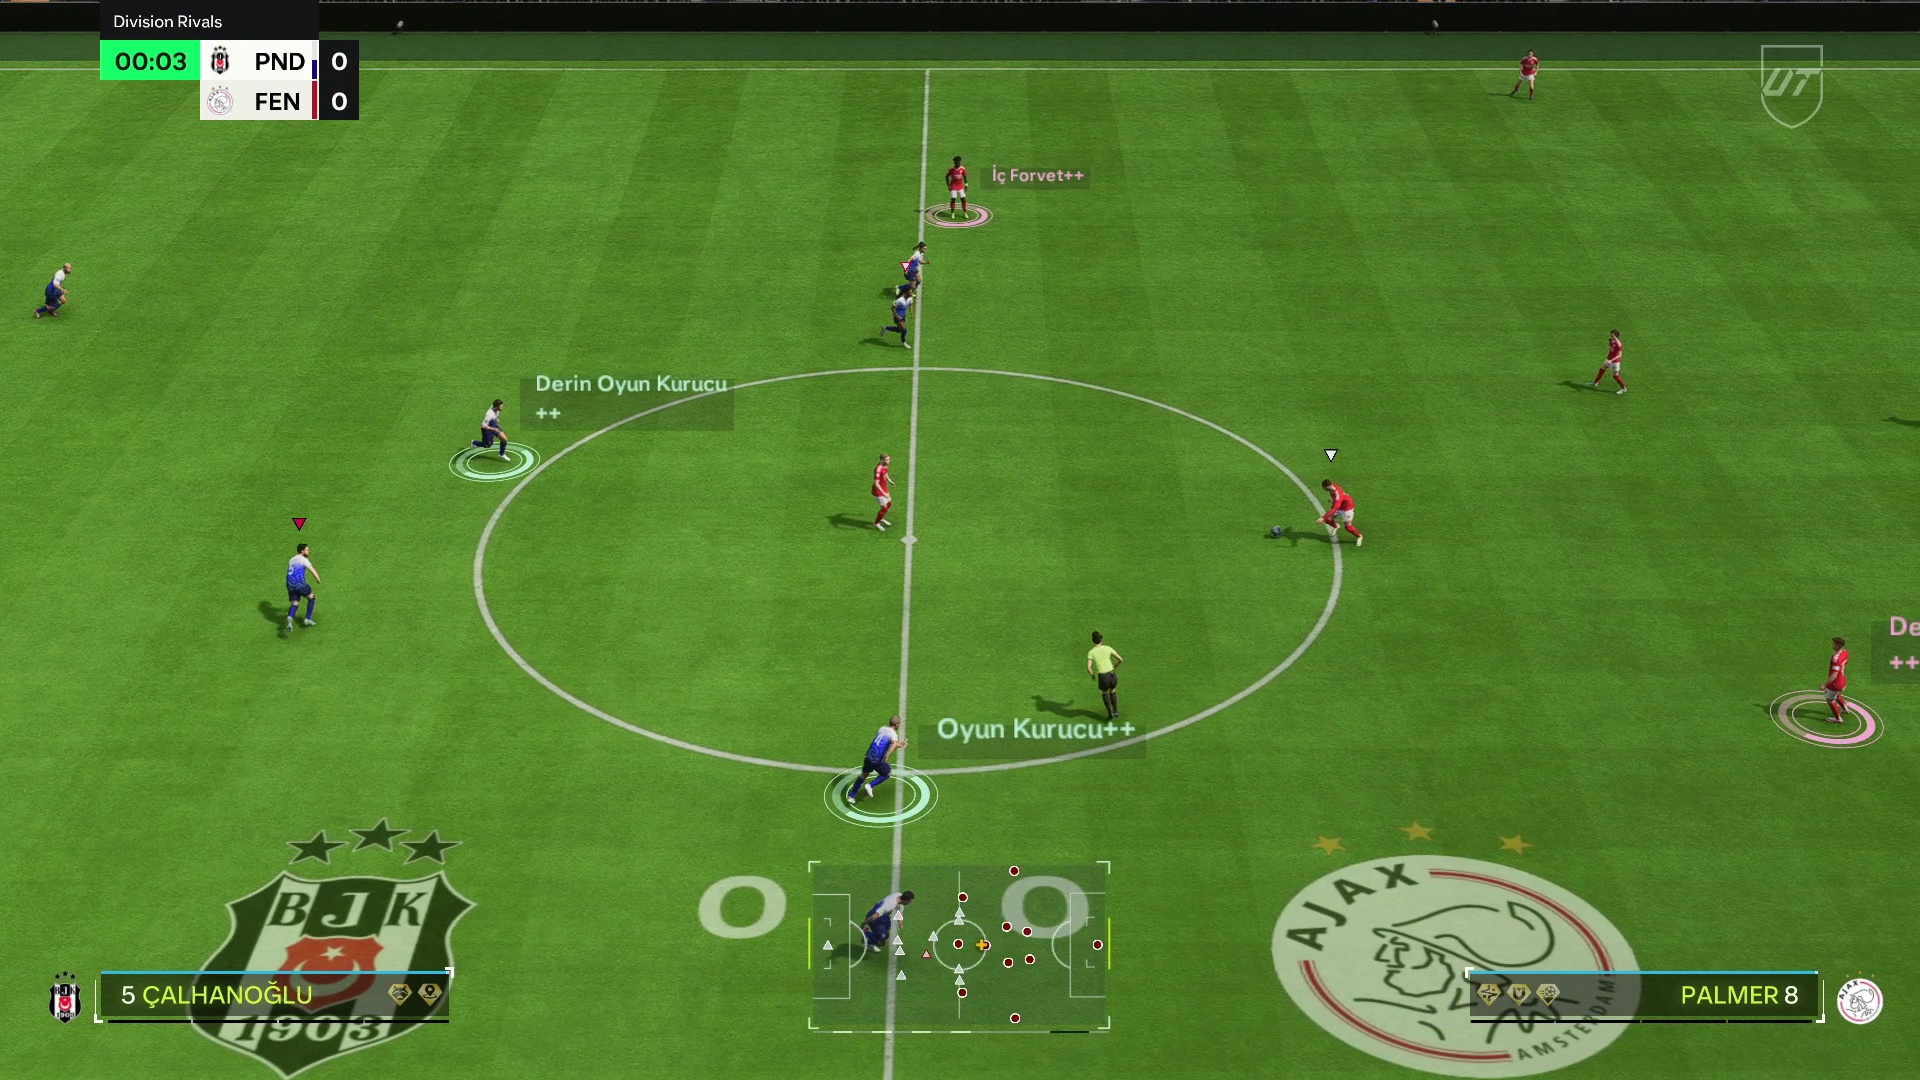 Division Rivals
00:03 PND 0
FEN 0
UT
İç Forvet++
Derin Oyun Kurucu
++
De
++
Oyun Kurucu++
BJK
1903
0 0
AJAX
AMSTERDAM
5 ÇALHANOĞLU
PALMER 8